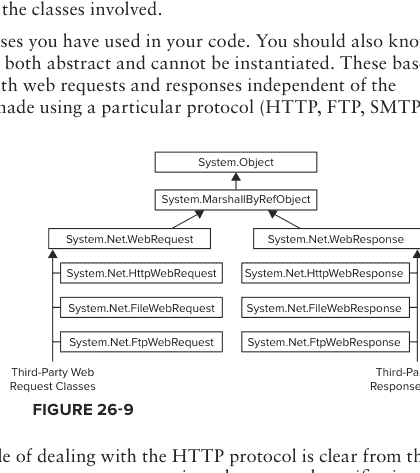 the classes involved.
ses you have used in your code. You should also kno
both abstract and cannot be instantiated. These bas
th web requests and responses independent of the
made using a particular protocol (HTTP, FTP, SMTP
System.Object
System.MarshallByRefObject
System.Net.WebRequest
System.Net.WebResponse
System.Net.HttpWebRequest
System.Net.HttpWebResponse
System.Net.FileWebRequest
System.Net.FileWebResponse
System.Net.FtpWebRequest
System.Net.FtpWebResponse
Third-Party Web
Request Classes
Third-Pa
Response
FIGURE 26-9
le of dealing with the HTTP protocol is clear from th